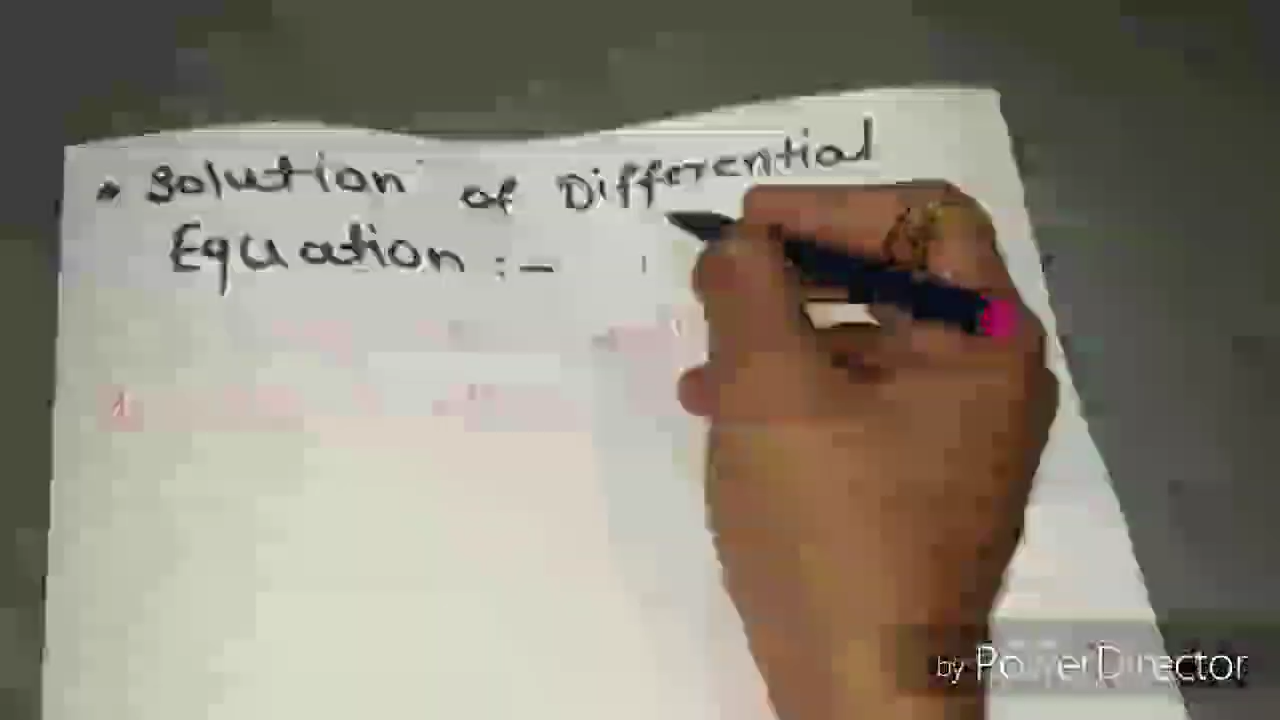 * Solution of Differential
Equation :-
by PowerDirector